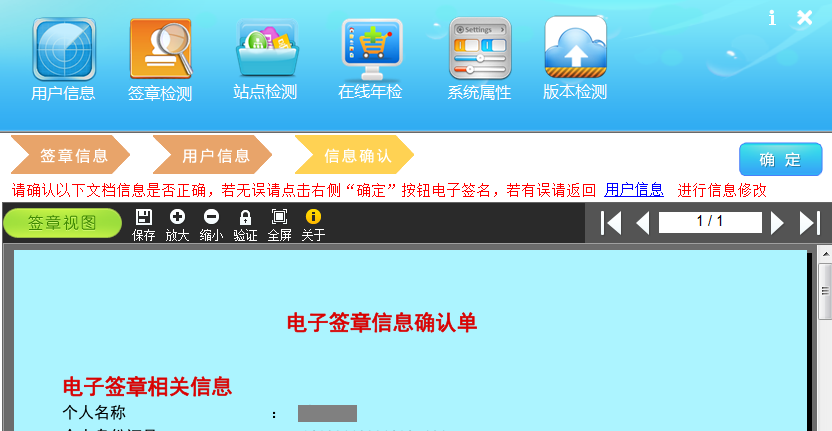 Settings
用户信息 签章检测 站点检测 在线年检 系统属性 版本检测
签章信息 用户信息 信息确认 确 定
请确认以下文档信息是否正确，若无误请点击右侧“确定”按钮电子签名，若有误请返回 用户信息 进行信息修改
签章视图 保存 放大 缩小 验证 全屏 关于 1 / 1
电子签章信息确认单
电子签章相关信息
个人名称 ：